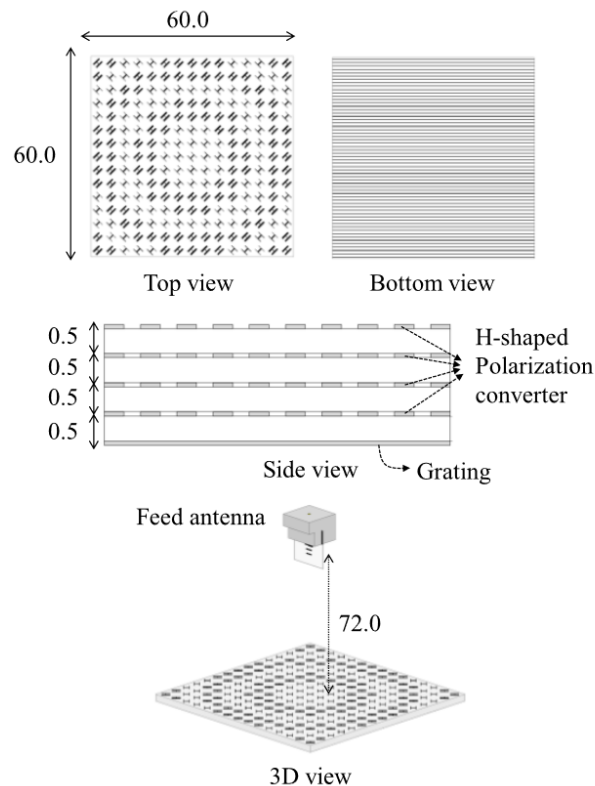 60.0
60.0
Top view
Bottom view
0.5
0.5
0.5
0.5
H-shaped
Polarization
converter
Side view
Grating
Feed antenna
72.0
3D view